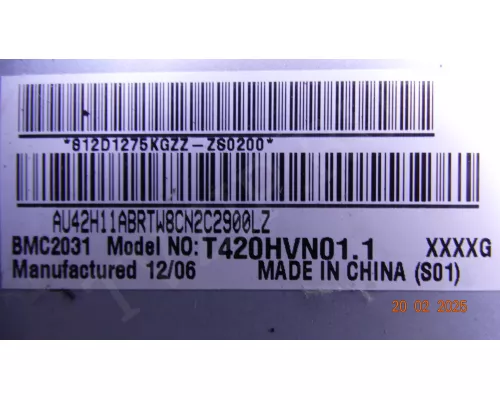 *812D1275KGZZ-ZS0200*
AU42H11ABRTW8CN2C2900LZ
BMC2031 Model NO: T420HVN01.1 XXXXG
Manufactured 12/06 MADE IN CHINA (S01)
20 02 2025